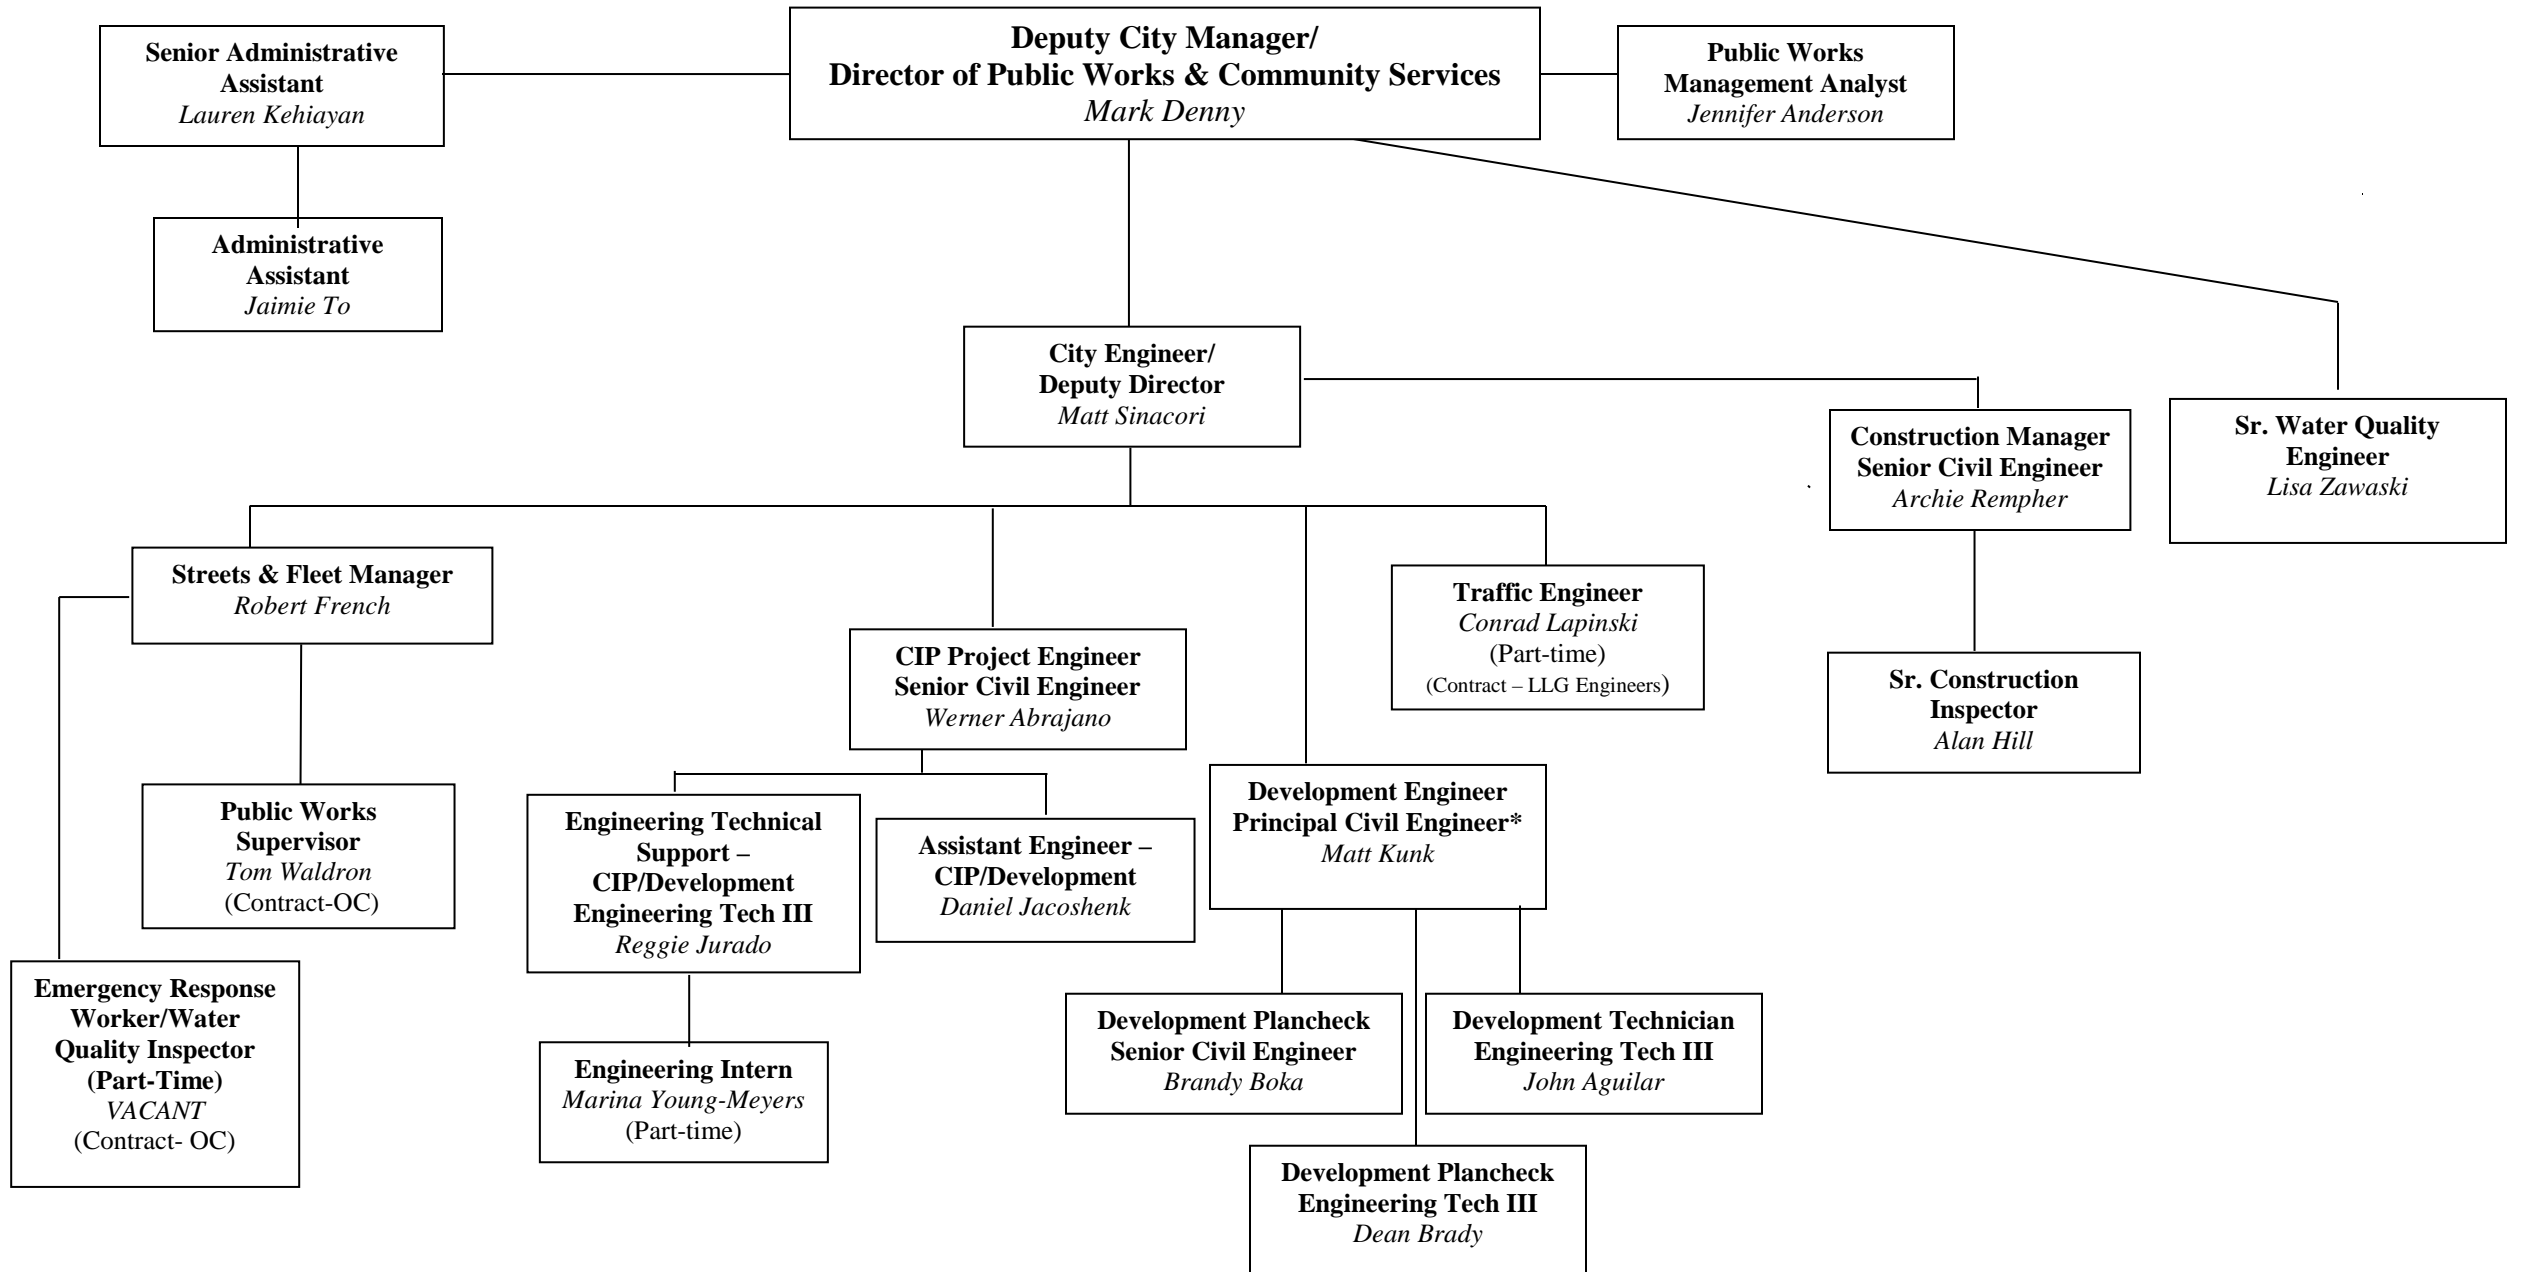 Senior Administrative
Assistant
Lauren Kehiayan
Deputy City Manager/
Director of Public Works & Community Services
Mark Denny
Public Works
Management Analyst
Jennifer Anderson
Administrative
Assistant
Jaimie To
City Engineer/
Deputy Director
Matt Sinacori
Construction Manager
Senior Civil Engineer
Archie Rempher
Sr. Water Quality
Engineer
Lisa Zawaski
Streets & Fleet Manager
Robert French
CIP Project Engineer
Senior Civil Engineer
Werner Abrajano
Traffic Engineer
Conrad Lapinski
(Part-time)
(Contract – LLG Engineers)
Sr. Construction
Inspector
Alan Hill
Public Works
Supervisor
Tom Waldron
(Contract-OC)
Engineering Technical
Support –
CIP/Development
Engineering Tech III
Reggie Jurado
Assistant Engineer –
CIP/Development
Daniel Jacoshenk
Development Engineer
Principal Civil Engineer*
Matt Kunk
Emergency Response
Worker/Water
Quality Inspector
(Part-Time)
VACANT
(Contract- OC)
Engineering Intern
Marina Young-Meyers
(Part-time)
Development Plancheck
Senior Civil Engineer
Brandy Boka
Development Technician
Engineering Tech III
John Aguilar
Development Plancheck
Engineering Tech III
Dean Brady